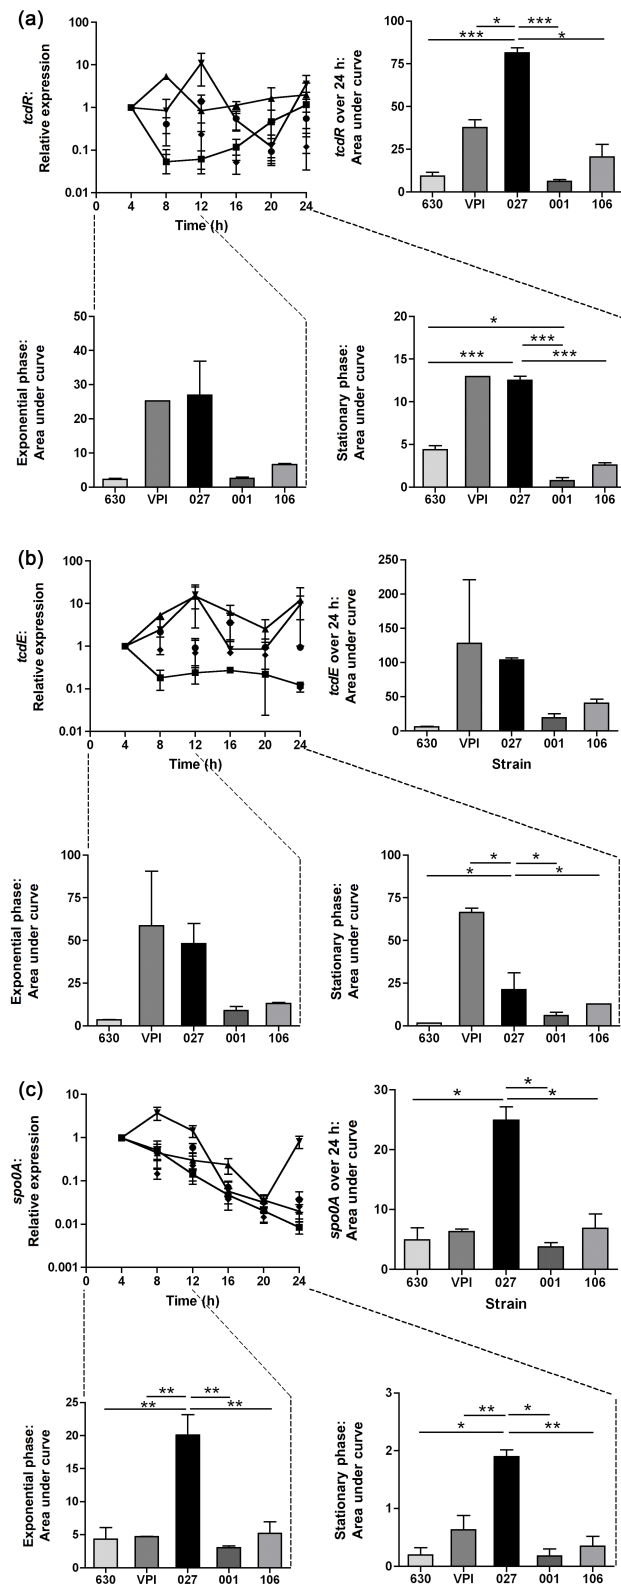 (a)
tcdR:
Relative expression
100
10
1
0.1
0.01
0 4 8 12 16 20 24
Time (h)
tcdR over 24 h:
Area under curve
100
75
50
25
0
* ***
*** *
630 VPI 027 001 106
Exponential phase:
Area under curve
50
40
30
20
10
0
630 VPI 027 001 106
Stationary phase:
Area under curve
20
15
10
5
0
*
***
*** ***
630 VPI 027 001 106
(b)
tcdE:
Relative expression
100
10
1
0.1
0.01
0 4 8 12 16 20 24
Time (h)
tcdE over 24 h:
Area under curve
250
200
150
100
50
0
630 VPI 027 001 106
Strain
Exponential phase:
Area under curve
100
75
50
25
0
630 VPI 027 001 106
Stationary phase:
Area under curve
100
75
50
25
0
* *
* *
630 VPI 027 001 106
(c)
spo0A:
Relative expression
10
1
0.1
0.01
0.001
0 4 8 12 16 20 24
Time (h)
spo0A over 24 h:
Area under curve
30
20
10
0
*
* *
630 VPI 027 001 106
Strain
Exponential phase:
Area under curve
25
20
15
10
5
0
** **
** **
630 VPI 027 001 106
Stationary phase:
Area under curve
3
2
1
0
** *
* **
630 VPI 027 001 106